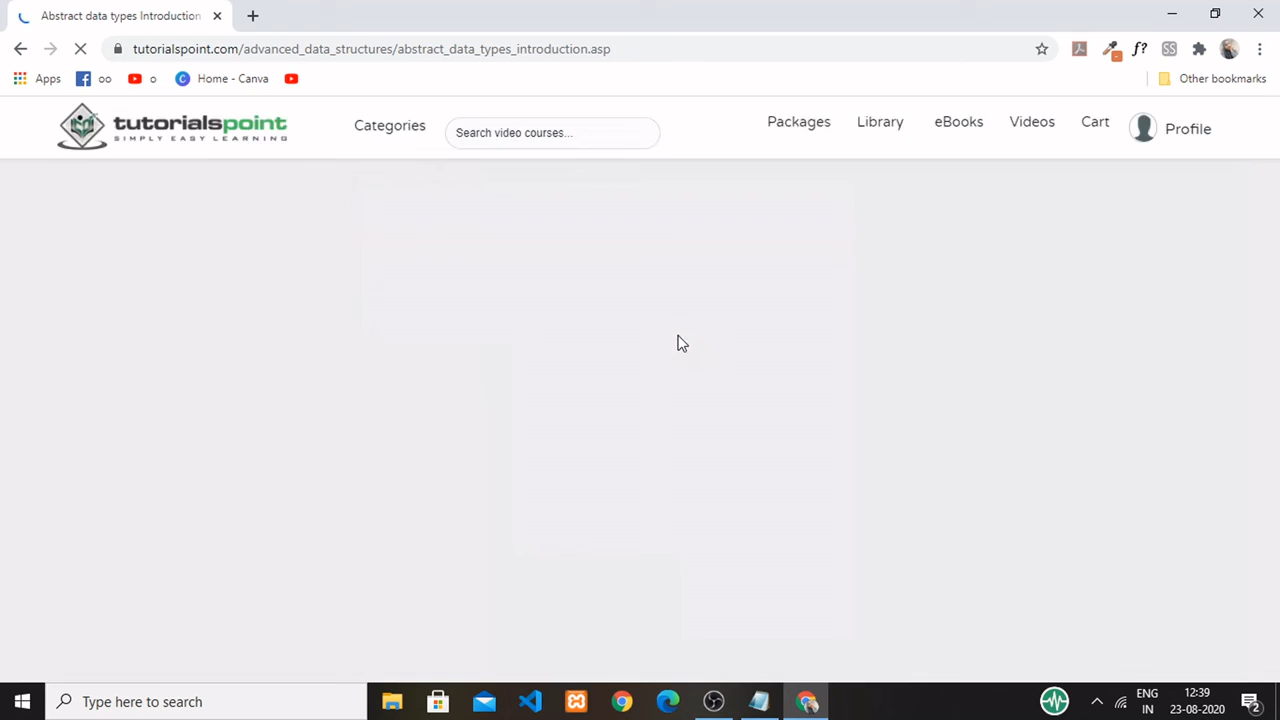 Abstract data types Introduction
tutorialspoint.com/advanced_data_structures/abstract_data_types_introduction.asp
f?
SS
Apps
oo
o
Home - Canva
Other bookmarks
tutorialspoint
SIMPLY EASY LEARNING
Categories
Search video courses...
Packages
Library
eBooks
Videos
Cart
Profile
Type here to search
ENG
IN
12:39
23-08-2020
2